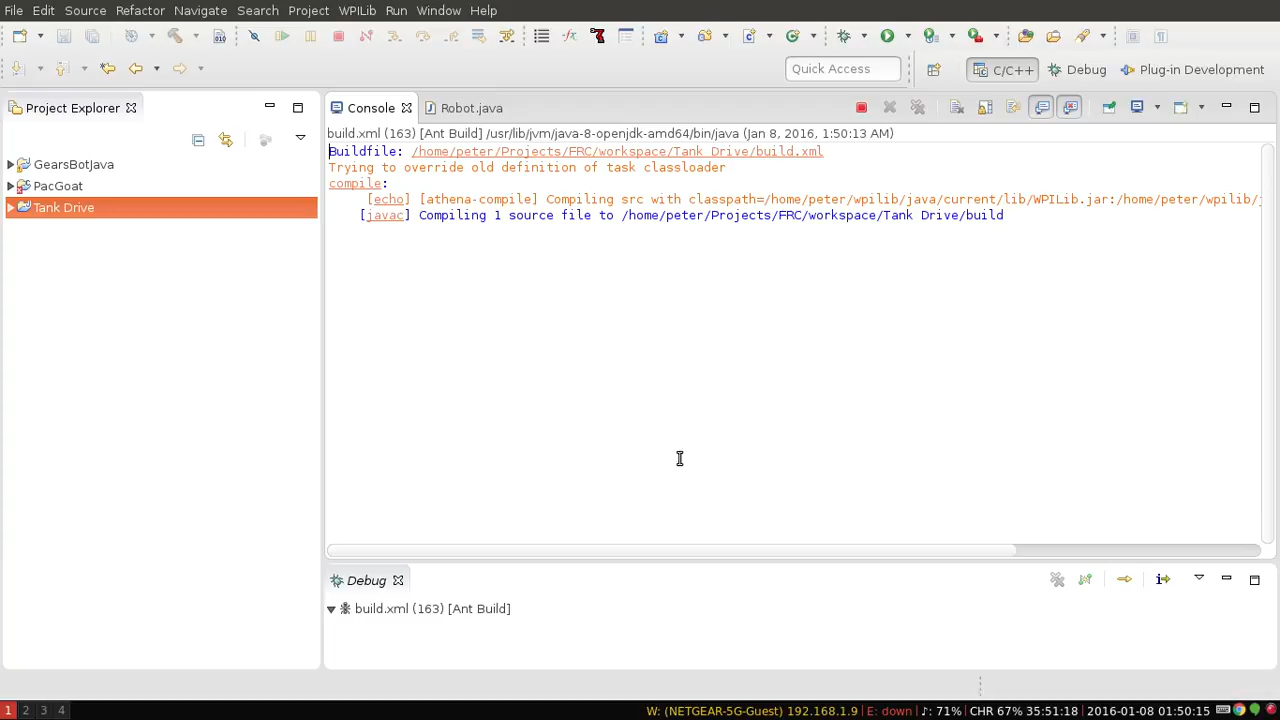 File Edit Source Refactor Navigate Search Project WPILib Run Window Help
Quick Access
C/C++ Debug Plug-in Development
Project Explorer
Console Robot.java
build.xml (163) [Ant Build] /usr/lib/jvm/java-8-openjdk-amd64/bin/java (Jan 8, 2016, 1:50:13 AM)
GearsBotJava
PacGoat
Tank Drive
Buildfile: /home/peter/Projects/FRC/workspace/Tank Drive/build.xml
Trying to override old definition of task classloader
compile:
[echo] [athena-compile] Compiling src with classpath=/home/peter/wpilib/java/current/lib/WPILib.jar:/home/peter/wpilib/j
[javac] Compiling 1 source file to /home/peter/Projects/FRC/workspace/Tank Drive/build
Debug
build.xml (163) [Ant Build]
1 2 3 4
W: (NETGEAR-5G-Guest) 192.168.1.9 E: down ♪: 71% CHR 67% 35:51:18 2016-01-08 01:50:15